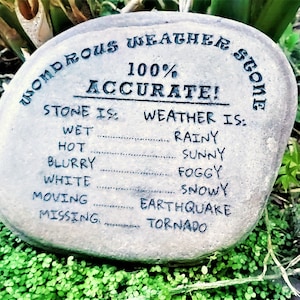 WONDROUS WEATHER STONE
100%
ACCURATE!
STONE IS: WEATHER IS:
WET ........................ RAINY
HOT ........................ SUNNY
BLURRY ........................ FOGGY
WHITE ........................ SNOWY
MOVING ................ EARTHQUAKE
MISSING ............ TORNADO